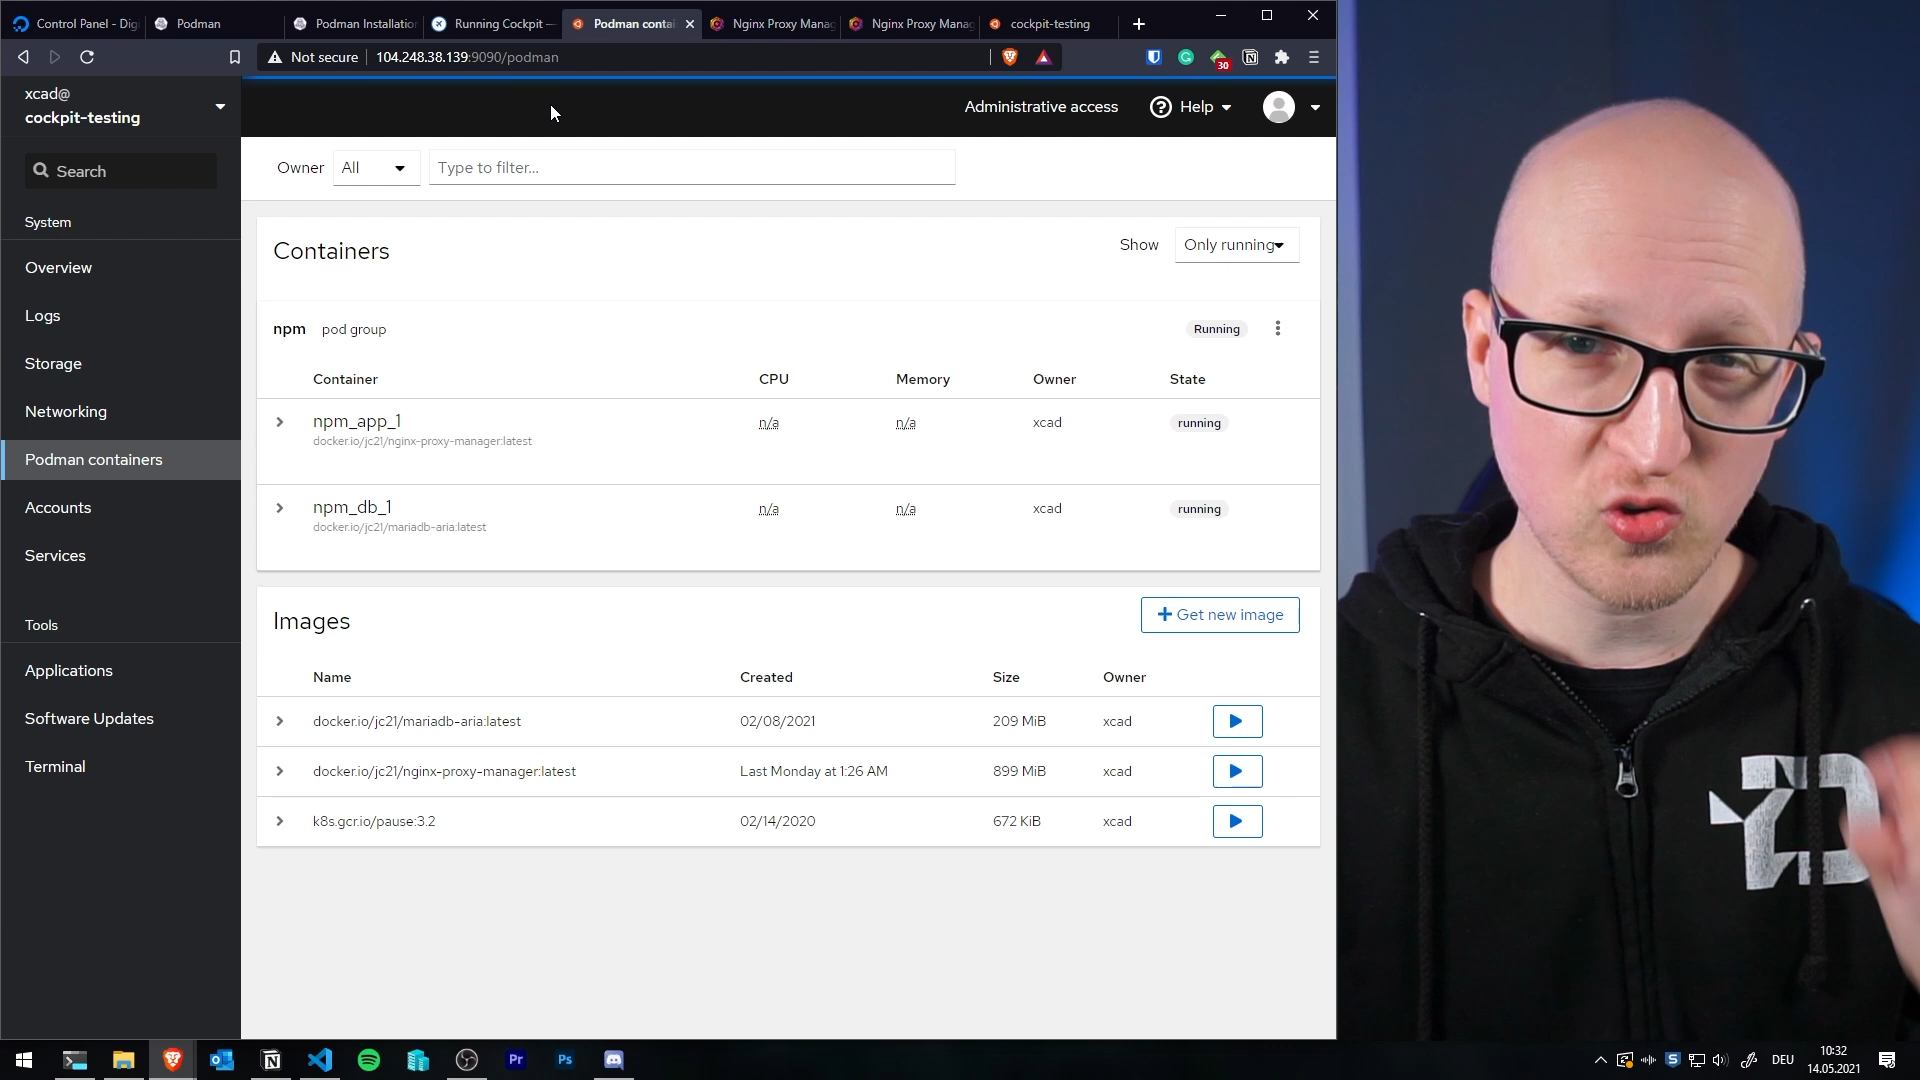 Control Panel - Dig
Podman
Podman Installation
Running Cockpit —
Podman contai
Nginx Proxy Mana
Nginx Proxy Mana
cockpit-testing
Not secure
104.248.38.139:9090/podman
30
xcad@
cockpit-testing
Administrative access
Help
Search
Owner
All
Type to filter...
System
Overview
Logs
Storage
Networking
Podman containers
Accounts
Services
Tools
Applications
Software Updates
Terminal
Containers
Show
Only running
npm pod group
Running
Container
CPU
Memory
Owner
State
npm_app_1
n/a
n/a
xcad
running
docker.io/jc21/nginx-proxy-manager:latest
npm_db_1
n/a
n/a
xcad
running
docker.io/jc21/mariadb-aria:latest
Images
Get new image
Name
Created
Size
Owner
docker.io/jc21/mariadb-aria:latest
02/08/2021
209 MiB
xcad
docker.io/jc21/nginx-proxy-manager:latest
Last Monday at 1:26 AM
899 MiB
xcad
k8s.gcr.io/pause:3.2
02/14/2020
672 KiB
xcad
Pr
Ps
DEU
10:32
14.05.2021